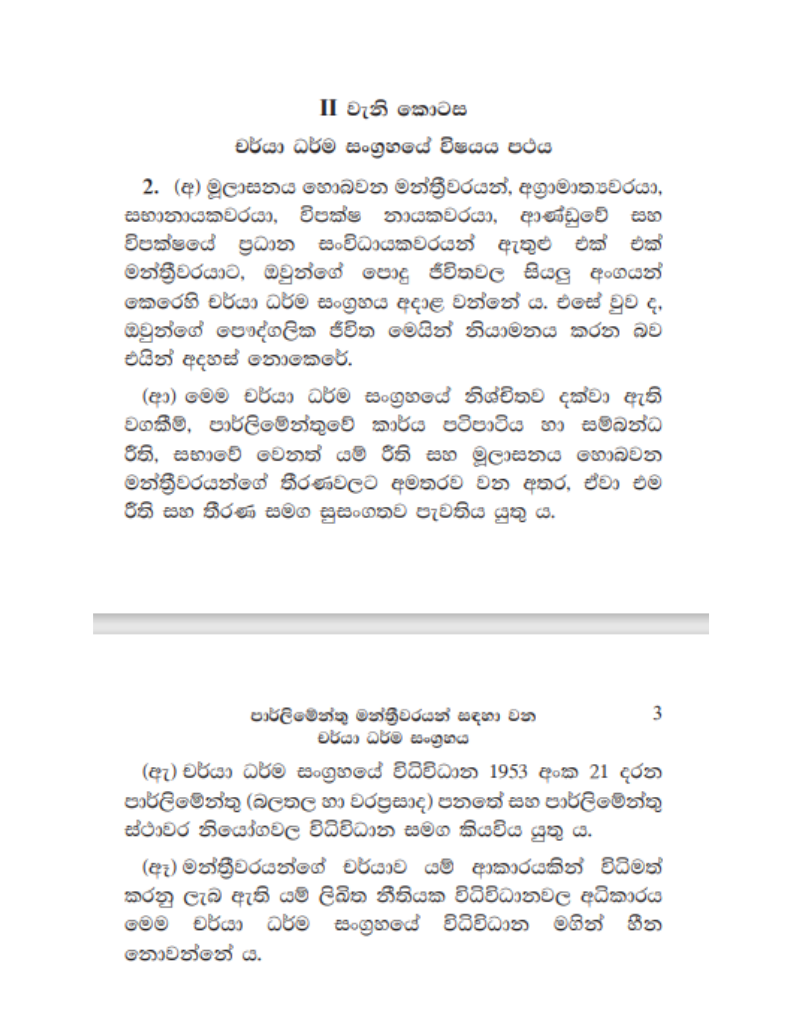 II වැනි කොටස
චර්යා ධර්ම සංග්‍රහයේ විෂයය පථය
2. (අ) මූලාසනය හොබවන මන්ත්‍රීවරයන්, අග්‍රාමාත්‍යවරයා,
සභානායකවරයා, විපක්ෂ නායකවරයා, ආණ්ඩුවේ සහ
විපක්ෂයේ ප්‍රධාන සංවිධායකවරයන් ඇතුළු එක් එක්
මන්ත්‍රීවරයාට, ඔවුන්ගේ පොදු ජීවිතවල සියලු අංගයන්
කෙරෙහි චර්යා ධර්ම සංග්‍රහය අදාළ වන්නේ ය. එසේ වුව ද,
ඔවුන්ගේ පෞද්ගලික ජීවිත මෙයින් නියාමනය කරන බව
එයින් අදහස් නොකෙරේ.
(ආ) මෙම චර්යා ධර්ම සංග්‍රහයේ නිශ්චිතව දක්වා ඇති
වගකීම්, පාර්ලිමේන්තුවේ කාර්ය පටිපාටිය හා සම්බන්ධ
රීති, සභාවේ වෙනත් යම් රීති සහ මූලාසනය හොබවන
මන්ත්‍රීවරයන්ගේ තීරණවලට අමතරව වන අතර, ඒවා එම
රීති සහ තීරණ සමග සුසංගතව පැවතිය යුතු ය.
පාර්ලිමේන්තු මන්ත්‍රීවරයන් සඳහා වන 3
චර්යා ධර්ම සංග්‍රහය
(ඇ) චර්යා ධර්ම සංග්‍රහයේ විධිවිධාන 1953 අංක 21 දරන
පාර්ලිමේන්තු (බලතල හා වරප්‍රසාද) පනතේ සහ පාර්ලිමේන්තු
ස්ථාවර නියෝගවල විධිවිධාන සමග කියවිය යුතු ය.
(ඈ) මන්ත්‍රීවරයන්ගේ චර්යාව යම් ආකාරයකින් විධිමත්
කරනු ලැබ ඇති යම් ලිඛිත නීතියක විධිවිධානවල අධිකාරය
මෙම චර්යා ධර්ම සංග්‍රහයේ විධිවිධාන මගින් හීන
නොවන්නේ ය.